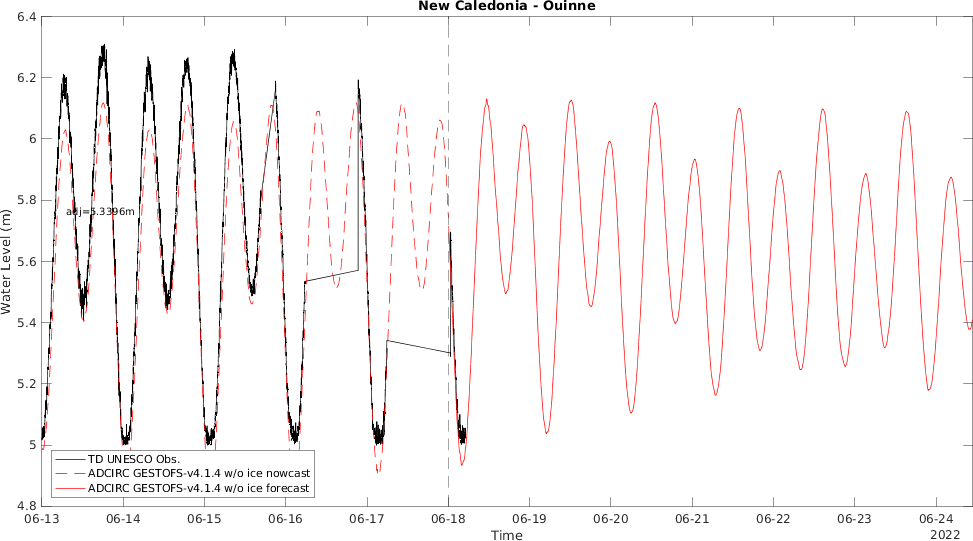 New Caledonia - Ouinne
6.4
6.2
6
5.8
5.6
5.4
5.2
5
4.8
Water Level (m)
adj=5.3396m
TD UNESCO Obs.
ADCIRC GESTOFS-v4.1.4 w/o ice nowcast
ADCIRC GESTOFS-v4.1.4 w/o ice forecast
06-13 06-14 06-15 06-16 06-17 06-18 06-19 06-20 06-21 06-22 06-23 06-24
Time
2022